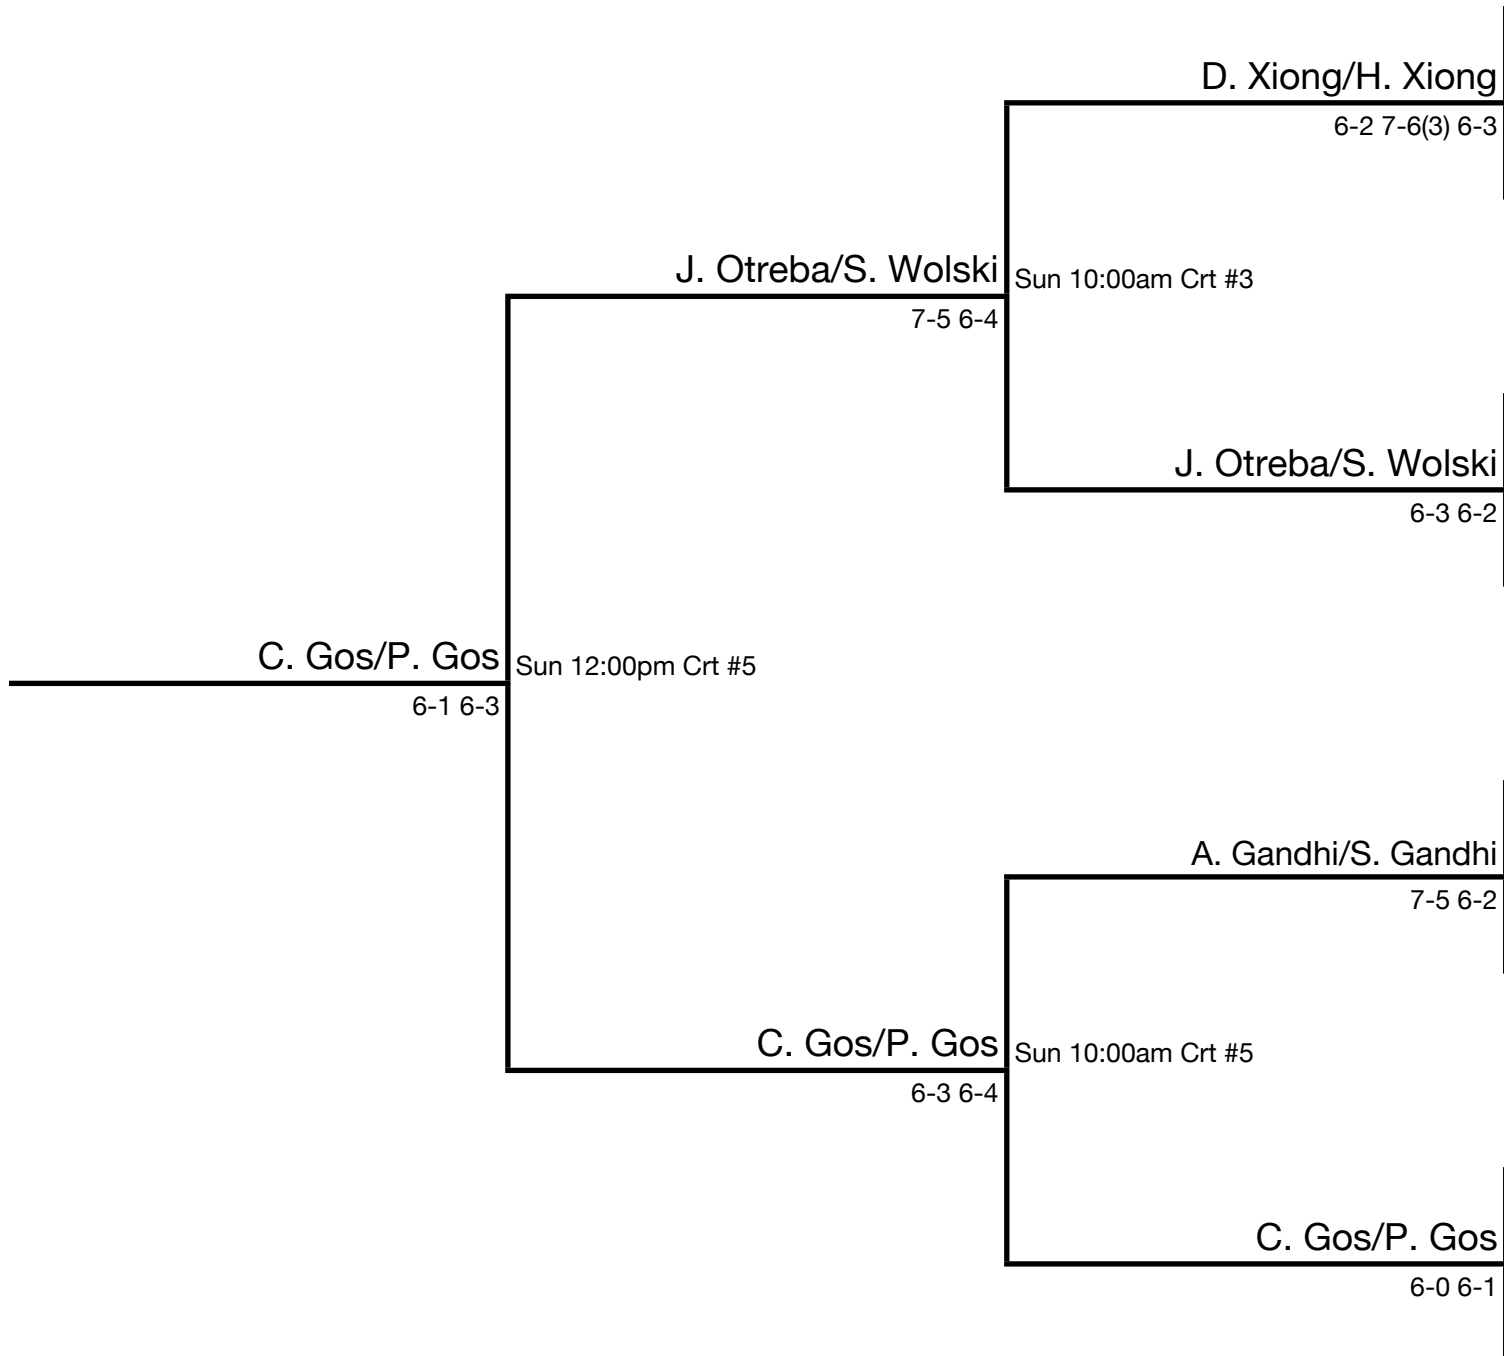 D. Xiong/H. Xiong
6-2 7-6(3) 6-3
J. Otreba/S. Wolski
Sun 10:00am Crt #3
7-5 6-4
J. Otreba/S. Wolski
6-3 6-2
C. Gos/P. Gos
Sun 12:00pm Crt #5
6-1 6-3
A. Gandhi/S. Gandhi
7-5 6-2
C. Gos/P. Gos
Sun 10:00am Crt #5
6-3 6-4
C. Gos/P. Gos
6-0 6-1